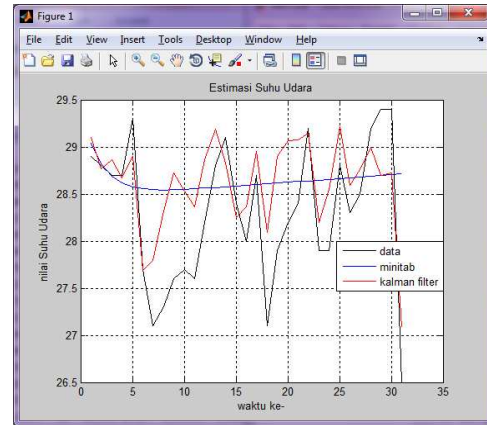 Figure 1
File Edit View Insert Tools Desktop Window Help
Estimasi Suhu Udara
29.5
29
28.5
28
27.5
27
26.5
nilai Suhu Udara
data
minitab
kalman filter
0 5 10 15 20 25 30 35
waktu ke-